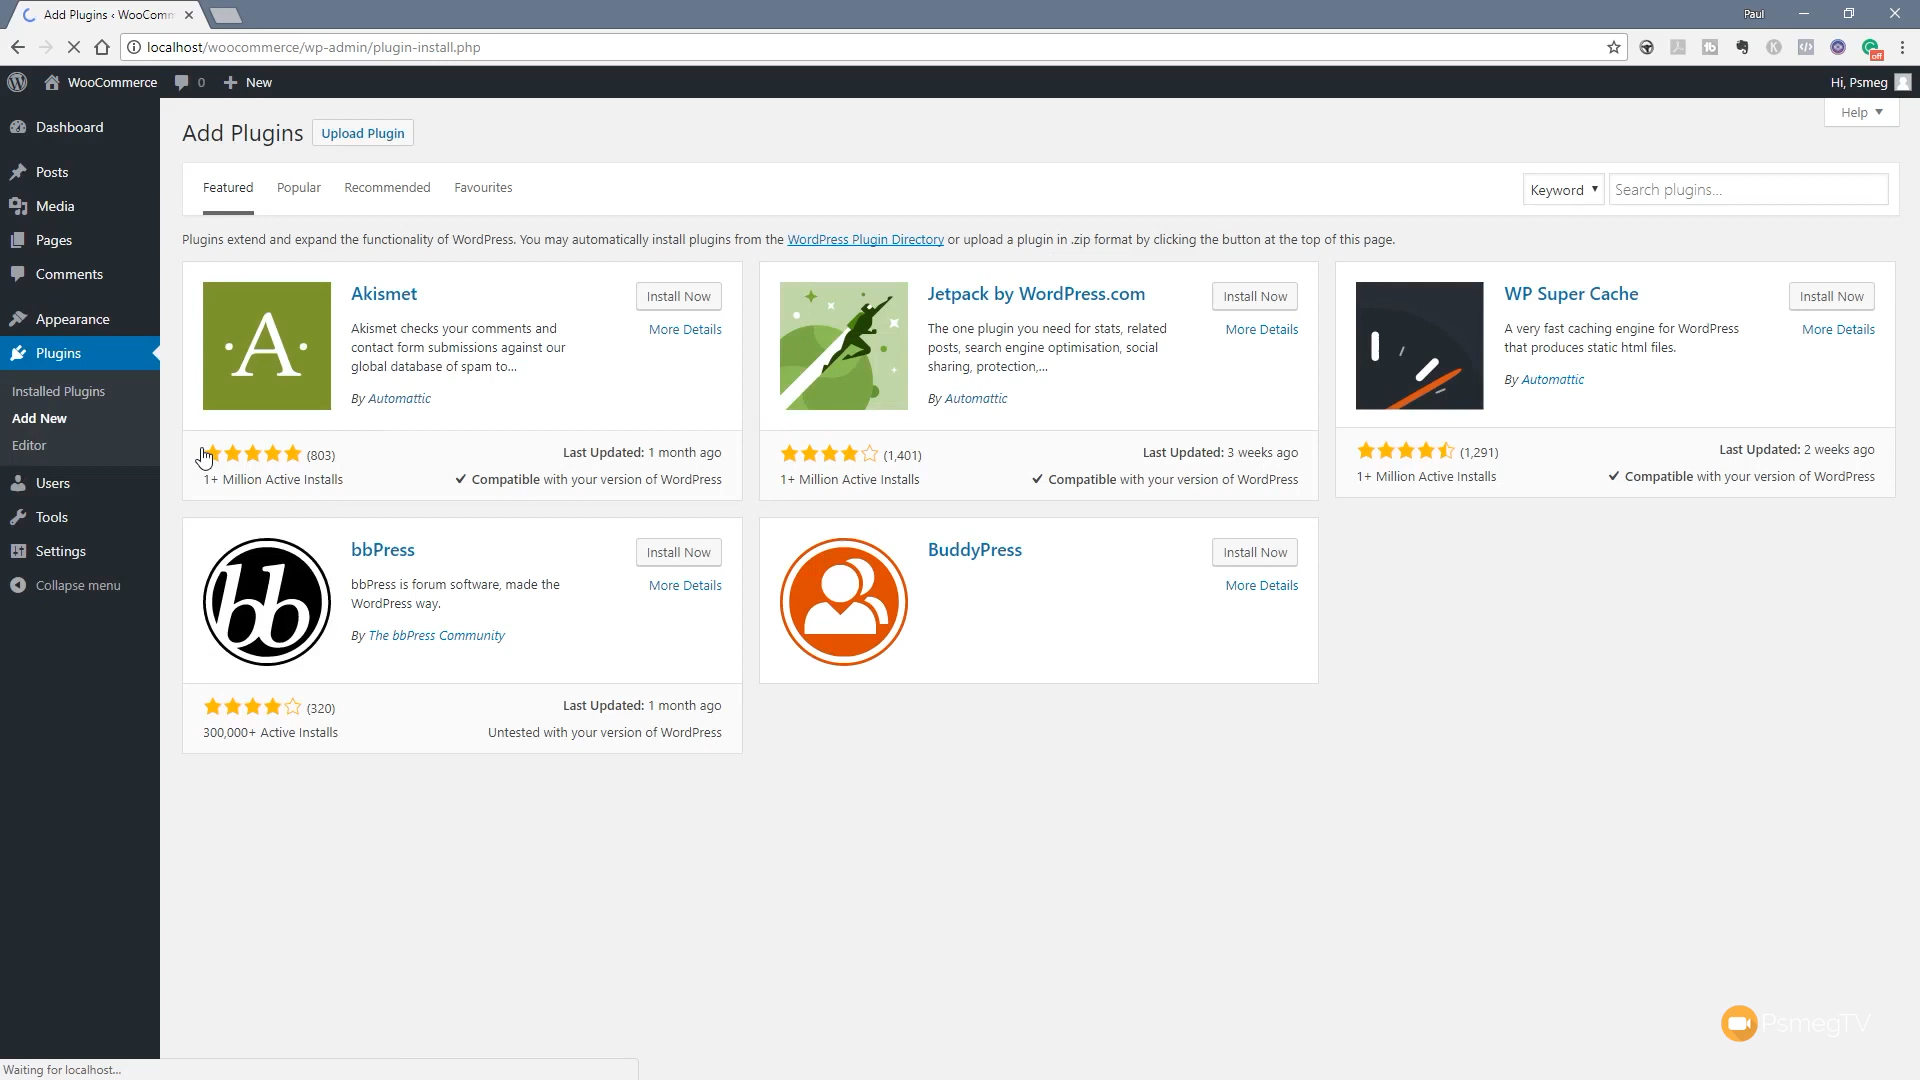 Add Plugins ‹ WooComm
Paul
localhost/woocommerce/wp-admin/plugin-install.php
off
WooCommerce
0
New
Hi, Psmeg
Help
Dashboard
Posts
Media
Pages
Comments
Appearance
Plugins
Installed Plugins
Add New
Editor
Users
Tools
Settings
Collapse menu
Add Plugins
Upload Plugin
Featured
Popular
Recommended
Favourites
Keyword
Search plugins...
Plugins extend and expand the functionality of WordPress. You may automatically install plugins from the WordPress Plugin Directory or upload a plugin in .zip format by clicking the button at the top of this page.
A
Akismet
Install Now
More Details
Akismet checks your comments and
contact form submissions against our
global database of spam to...
By Automattic
(803)
Last Updated: 1 month ago
1+ Million Active Installs
Compatible with your version of WordPress
Jetpack by WordPress.com
Install Now
More Details
The one plugin you need for stats, related
posts, search engine optimisation, social
sharing, protection,...
By Automattic
(1,401)
Last Updated: 3 weeks ago
1+ Million Active Installs
Compatible with your version of WordPress
WP Super Cache
Install Now
More Details
A very fast caching engine for WordPress
that produces static html files.
By Automattic
(1,291)
Last Updated: 2 weeks ago
1+ Million Active Installs
Compatible with your version of WordPress
bb
bbPress
Install Now
More Details
bbPress is forum software, made the
WordPress way.
By The bbPress Community
(320)
Last Updated: 1 month ago
300,000+ Active Installs
Untested with your version of WordPress
BuddyPress
Install Now
More Details
PsmegTV
Waiting for localhost...